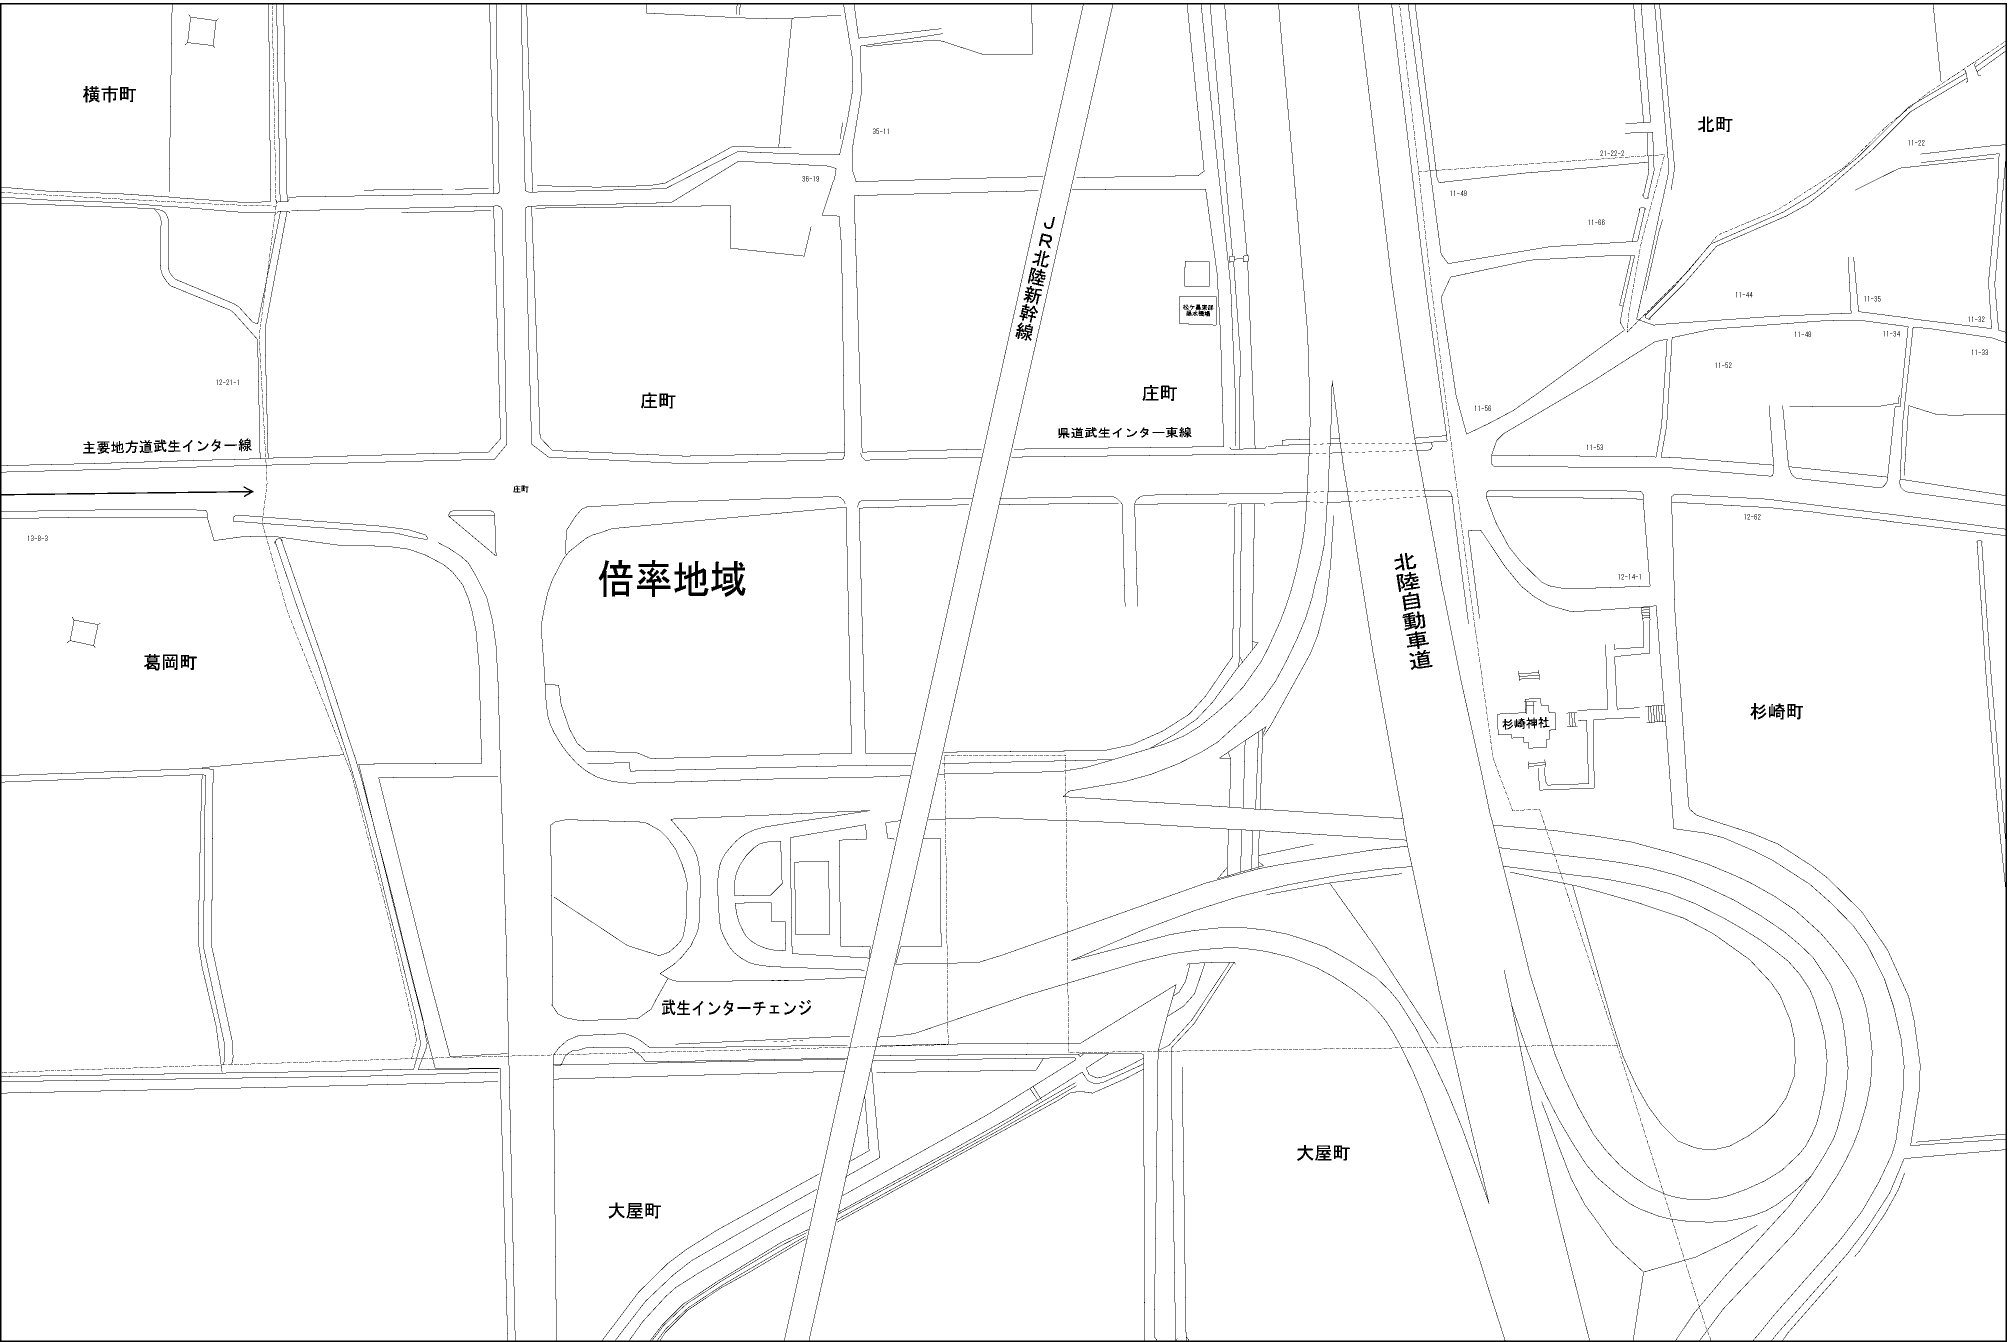 横市町
北町
35-11
11-22
21-22-2
36-19
11-49
11-66
JR北陸新幹線
11-44
11-35
11-32
11-48
11-34
11-33
11-52
12-21-1
庄町
庄町
11-56
県道武生インター東線
主要地方道武生インター線
11-53
庄町
12-62
13-8-3
倍率地域
北陸自動車道
12-14-1
葛岡町
杉崎町
杉崎神社
武生インターチェンジ
大屋町
大屋町